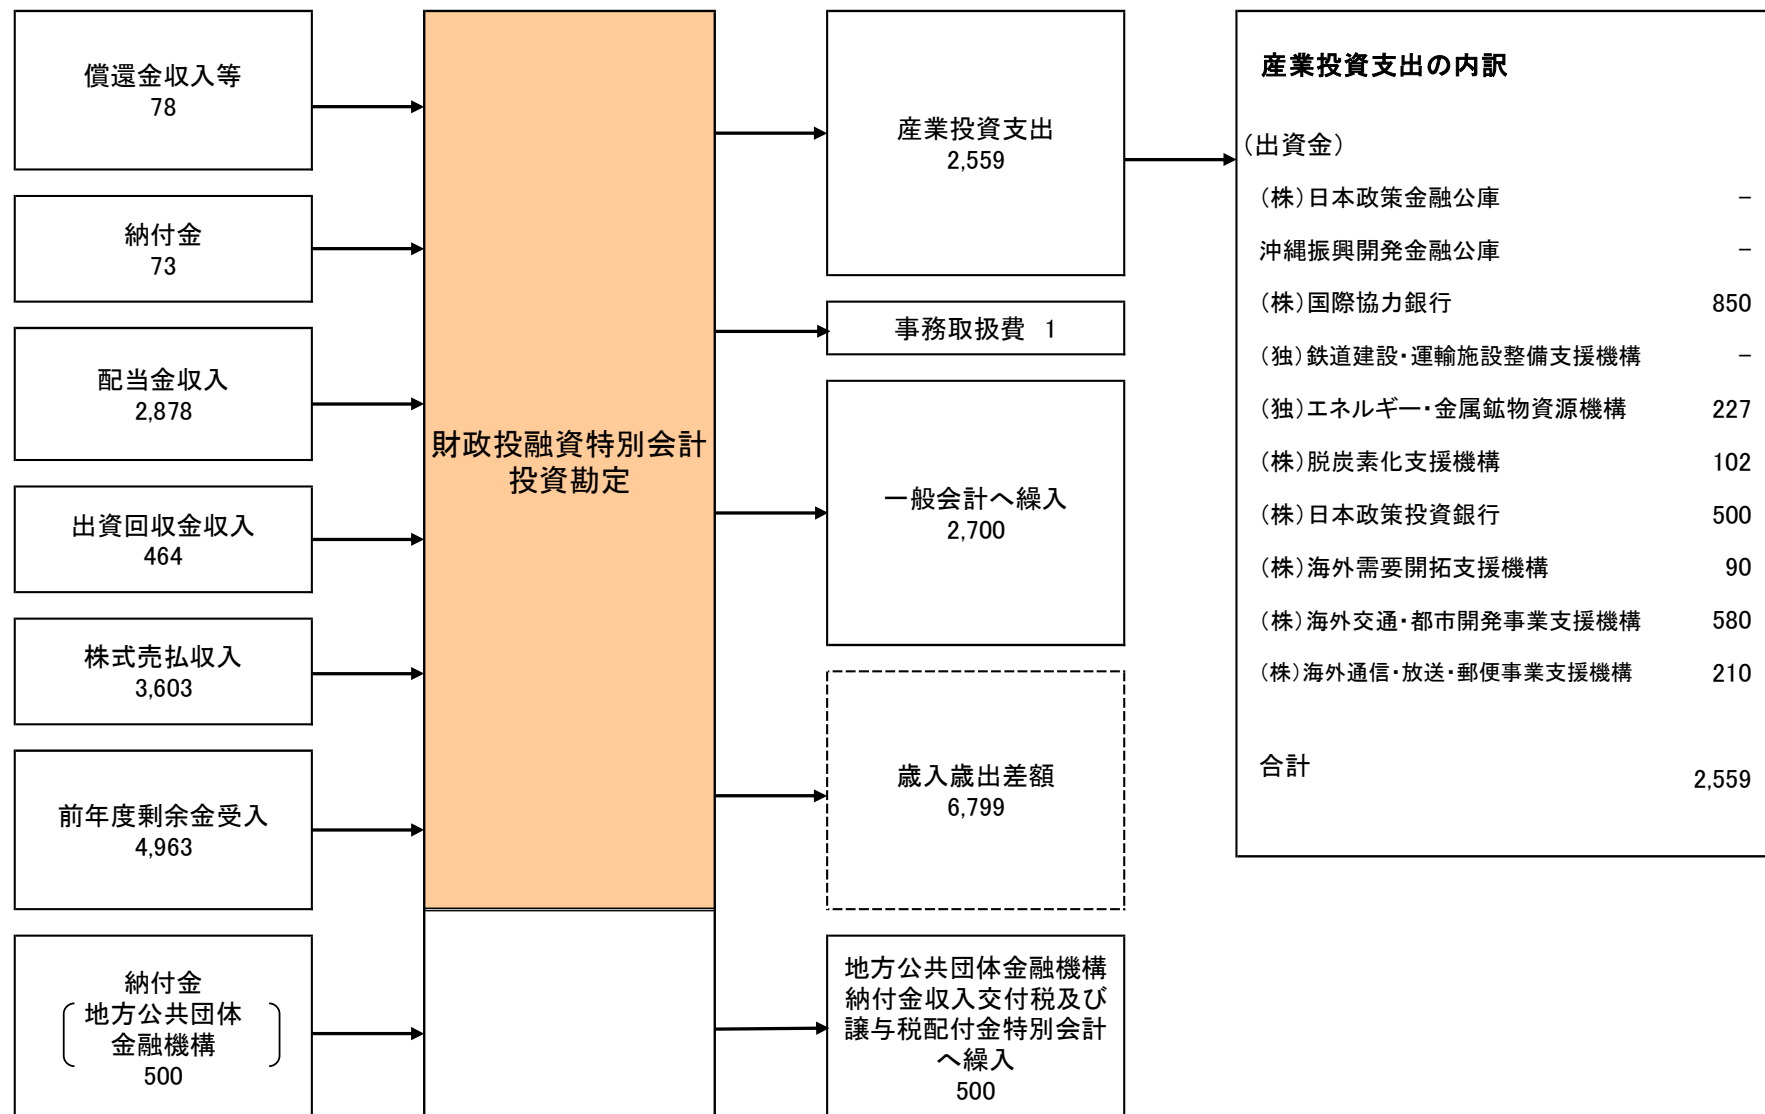 償還金収入等
78
納付金
73
配当金収入
2,878
出資回収金収入
464
株式売払収入
3,603
前年度剰余金受入
4,963
納付金
地方公共団体
金融機構
500
財政投融資特別会計
投資勘定
産業投資支出
2,559
事務取扱費 1
一般会計へ繰入
2,700
歳入歳出差額
6,799
地方公共団体金融機構
納付金収入交付税及び
譲与税配付金特別会計
へ繰入
500
産業投資支出の内訳
(出資金)
(株)日本政策金融公庫 －
沖縄振興開発金融公庫 －
(株)国際協力銀行 850
(独)鉄道建設・運輸施設整備支援機構 －
(独)エネルギー・金属鉱物資源機構 227
(株)脱炭素化支援機構 102
(株)日本政策投資銀行 500
(株)海外需要開拓支援機構 90
(株)海外交通・都市開発事業支援機構 580
(株)海外通信・放送・郵便事業支援機構 210
合計 2,559